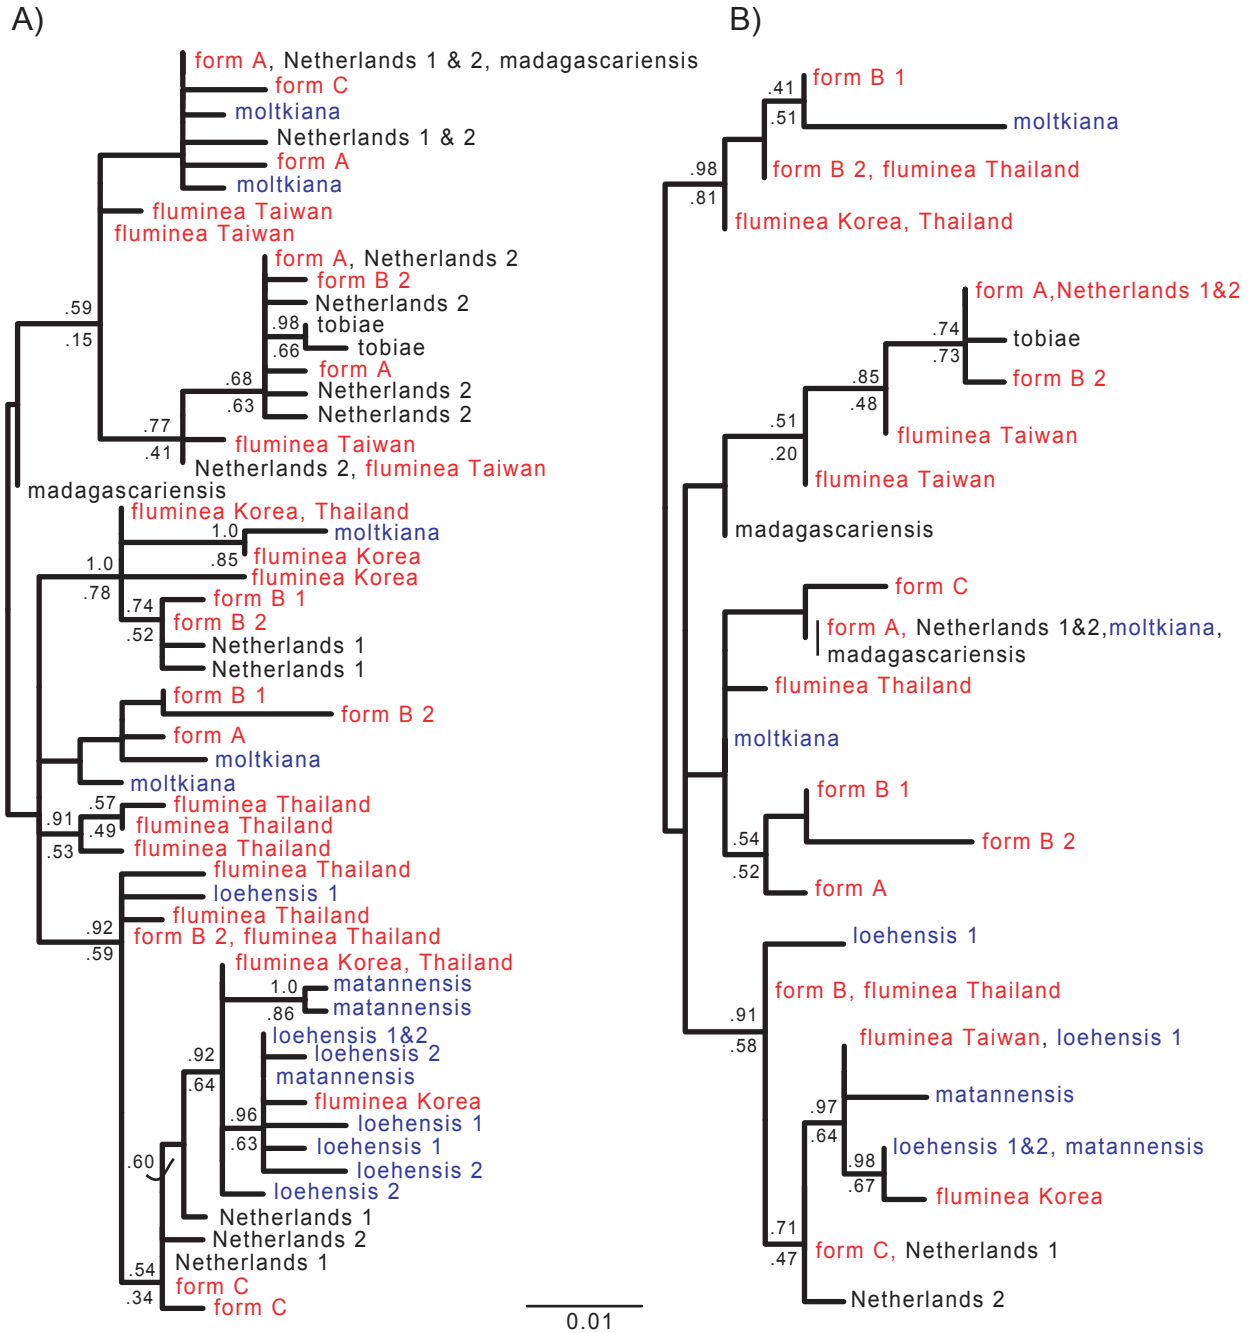 A)
form A, Netherlands 1 & 2, madagascariensis
form C
moltkiana
Netherlands 1 & 2
form A
moltkiana
fluminea Taiwan
fluminea Taiwan
form A, Netherlands 2
form B 2
Netherlands 2
.59
.98
tobiae
.15
.66
tobiae
form A
.68
Netherlands 2
.63
Netherlands 2
.77
fluminea Taiwan
.41
Netherlands 2, fluminea Taiwan
madagascariensis
fluminea Korea, Thailand
1.0
moltkiana
.85
fluminea Korea
1.0
fluminea Korea
.78
form B 1
.74
form B 2
.52
Netherlands 1
Netherlands 1
form B 1
form B 2
form A
moltkiana
moltkiana
.57
fluminea Thailand
.91
.49
fluminea Thailand
.53
fluminea Thailand
fluminea Thailand
loehensis 1
fluminea Thailand
.92
form B 2, fluminea Thailand
.59
fluminea Korea, Thailand
1.0
matannensis
.86
matannensis
loehensis 1&2
.92
loehensis 2
.64
matannensis
fluminea Korea
.96
loehensis 1
.63
loehensis 1
.60
loehensis 2
loehensis 2
Netherlands 1
Netherlands 2
Netherlands 1
.54
form C
.34
form C
0.01
B)
form B 1
.41
.51
moltkiana
.98
form B 2, fluminea Thailand
.81
fluminea Korea, Thailand
form A,Netherlands 1&2
.74
tobiae
.73
form B 2
.85
.48
fluminea Taiwan
.51
.20
fluminea Taiwan
madagascariensis
form C
form A, Netherlands 1&2,moltkiana,
madagascariensis
fluminea Thailand
moltkiana
form B 1
.54
form B 2
.52
form A
loehensis 1
form B, fluminea Thailand
.91
.58
fluminea Taiwan, loehensis 1
matannensis
.97
.64
loehensis 1&2, matannensis
.98
.67
fluminea Korea
.71
form C, Netherlands 1
.47
Netherlands 2